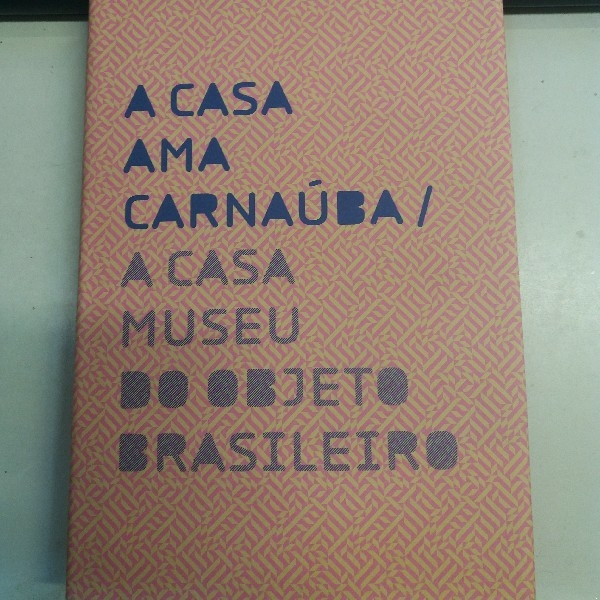 A CASA
AMA
CARNAÚBA /
A CASA
MUSEU
DO OBJETO
BRASILEIRO